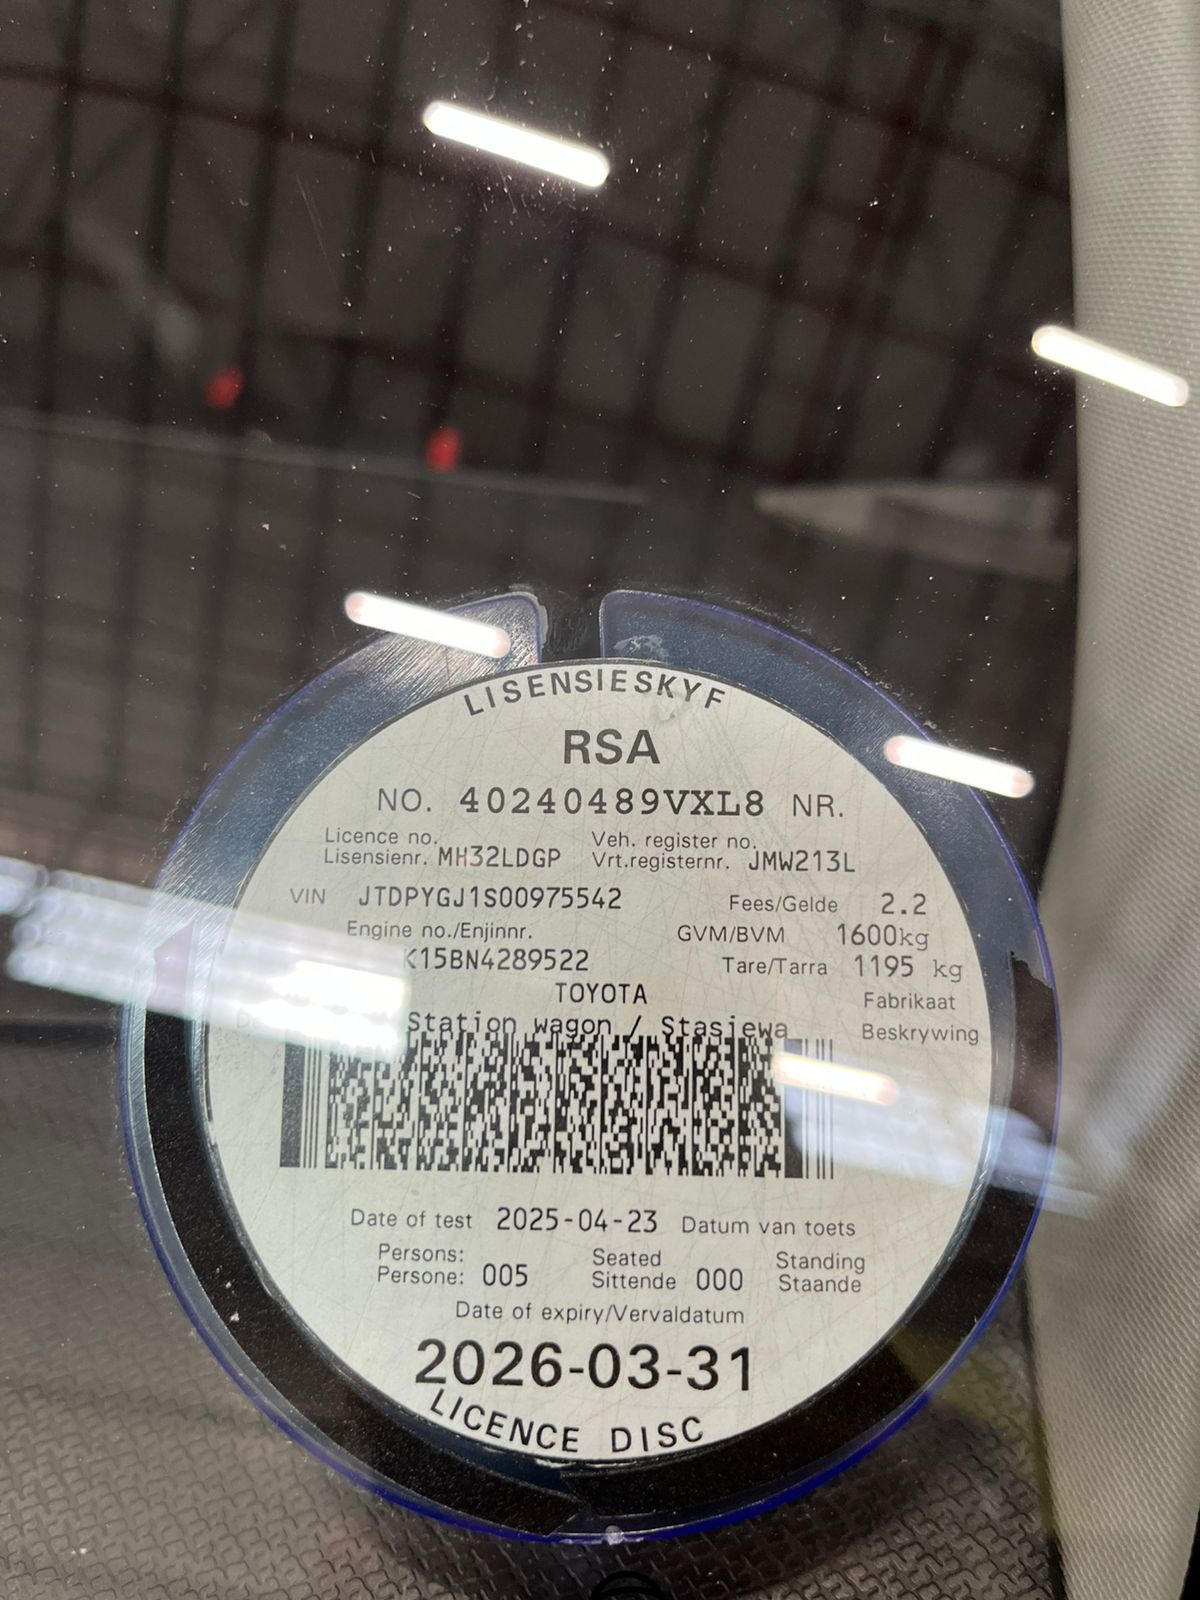 LISENSIESKYF
RSA
NO. 40240489VXL8 NR.
Licence no. Veh. register no.
Lisensienr. MH32LDGP Vrt.registernr. JMW213L
VIN JTDPYGJ1S00975542 Fees/Gelde 2.2
Engine no./Enjinnr. GVM/BVM 1600kg
K15BN4289522 Tare/Tarra 1195 kg
TOYOTA Fabrikaat
Station wagon / Stasiewa Beskrywing
Date of test 2025-04-23 Datum van toets
Persons: Seated Standing
Persone: 005 Sittende 000 Staande
Date of expiry/Vervaldatum
2026-03-31
LICENCE DISC